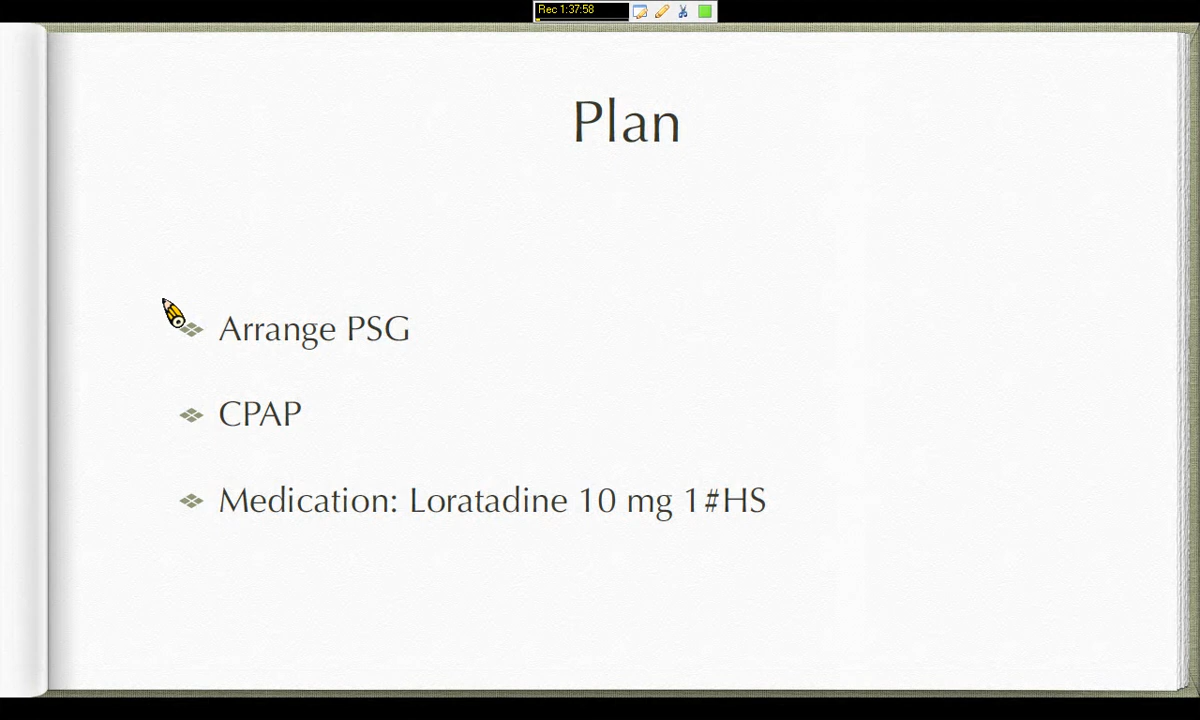 Rec 1:37:58
Plan
Arrange PSG
CPAP
Medication: Loratadine 10 mg 1#HS